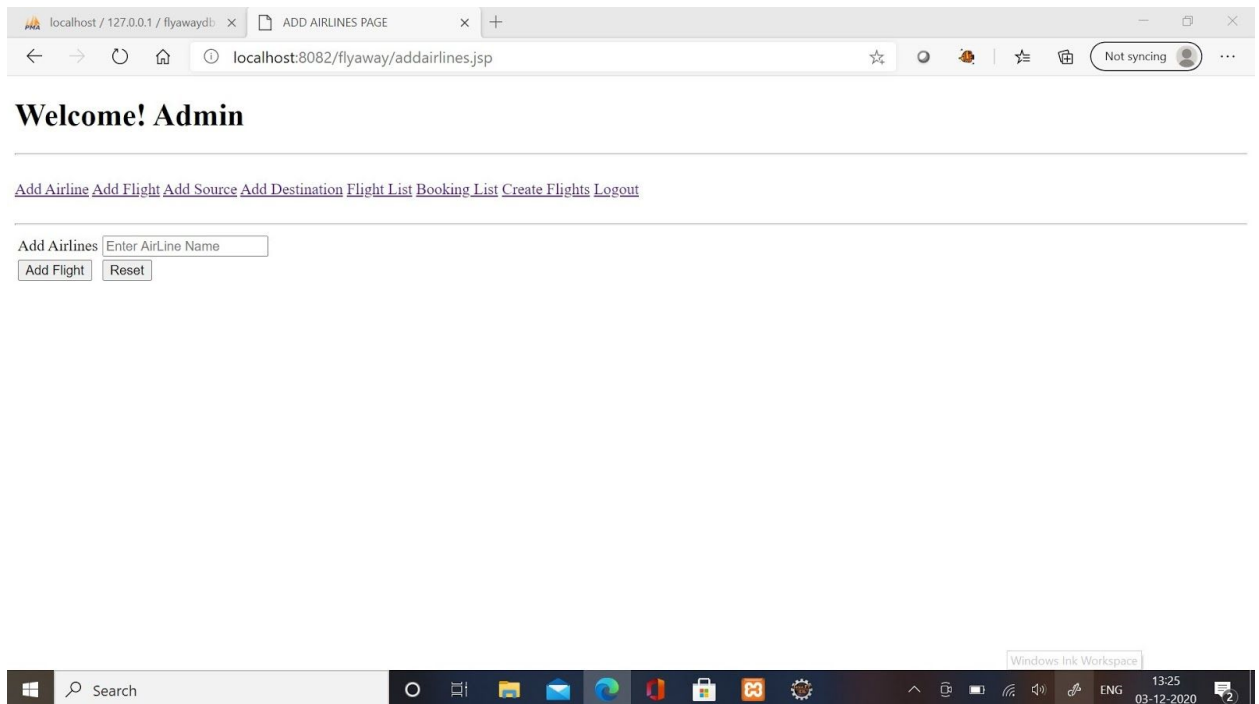 PMA localhost / 127.0.0.1 / flyawaydb
ADD AIRLINES PAGE
localhost:8082/flyaway/addairlines.jsp
Not syncing
Welcome! Admin
Add Airline Add Flight Add Source Add Destination Flight List Booking List Create Flights Logout
Add Airlines Enter AirLine Name
Add Flight Reset
Windows Ink Workspace
Search
ENG
13:25
03-12-2020
2